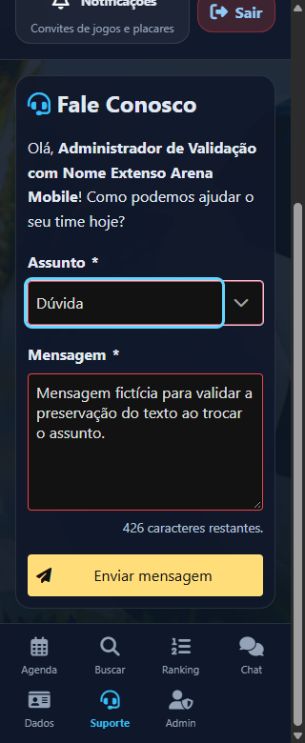 Notificações
Convites de jogos e placares
Sair
Fale Conosco
Olá, Administrador de Validação
com Nome Extenso Arena
Mobile! Como podemos ajudar o
seu time hoje?
Assunto *
Dúvida
Mensagem *
Mensagem fictícia para validar a
preservação do texto ao trocar
o assunto.
426 caracteres restantes.
Enviar mensagem
Agenda
Buscar
Ranking
Chat
Dados
Suporte
Admin